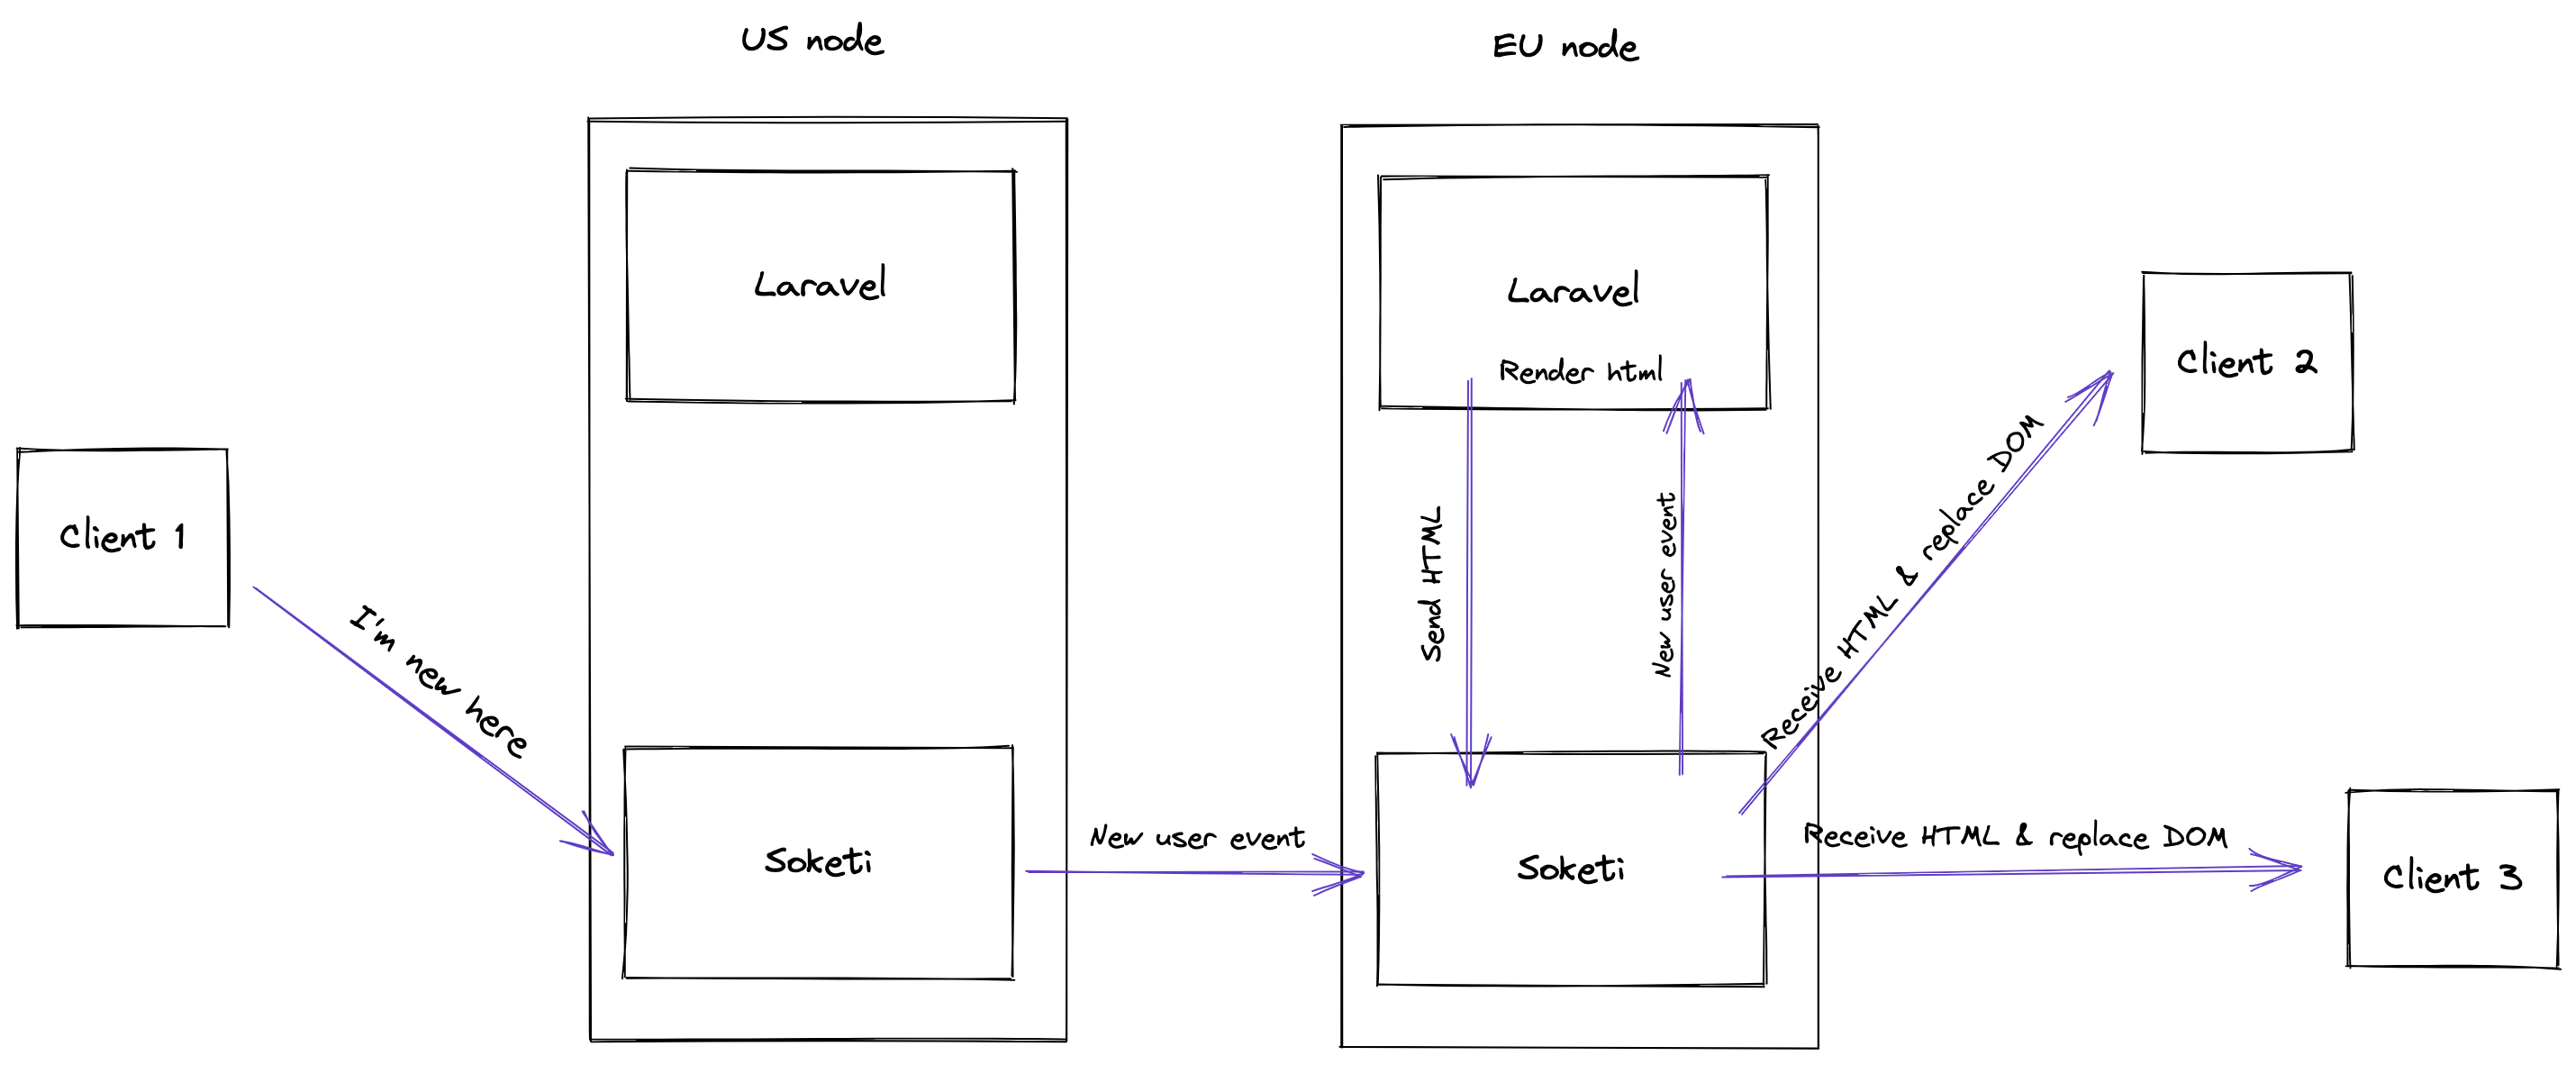 US node
EU node
Laravel
Laravel
Render html
Client 2
Client 1
I'm new here
Send HTML
New user event
Receive HTML & replace DOM
New user event
Receive HTML & replace DOM
Soketi
Soketi
Client 3